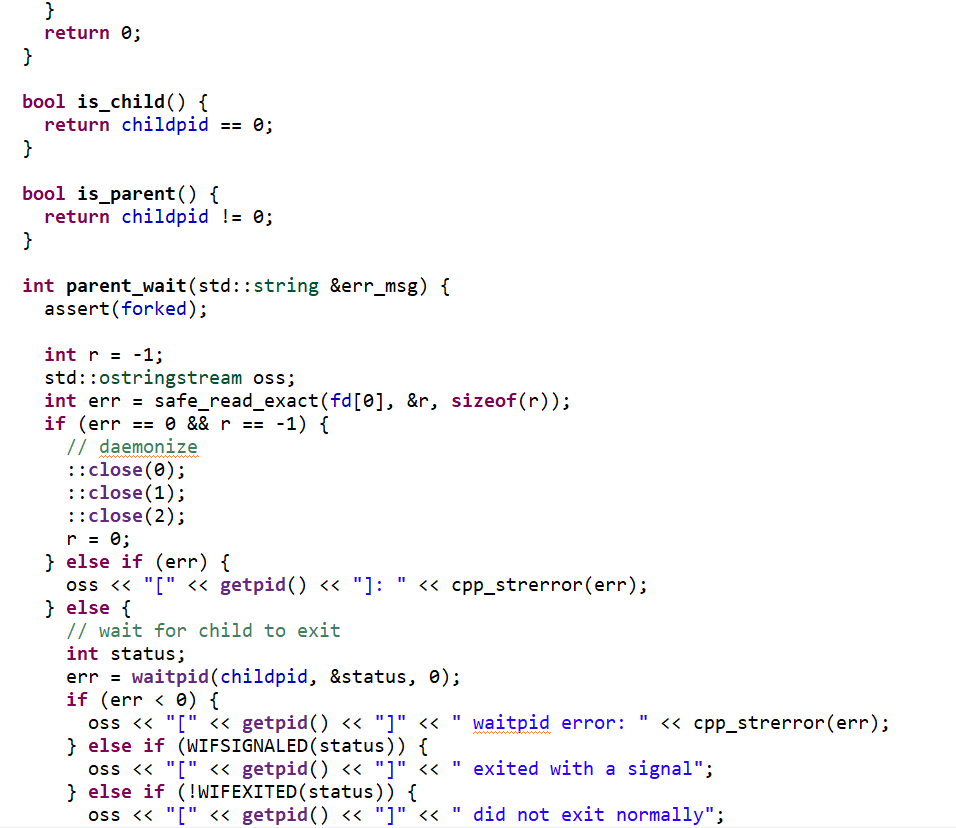 }
  return 0;
}

bool is_child() {
  return childpid == 0;
}

bool is_parent() {
  return childpid != 0;
}

int parent_wait(std::string &err_msg) {
  assert(forked);

  int r = -1;
  std::ostringstream oss;
  int err = safe_read_exact(fd[0], &r, sizeof(r));
  if (err == 0 && r == -1) {
    // daemonize
    ::close(0);
    ::close(1);
    ::close(2);
    r = 0;
  } else if (err) {
    oss << "[" << getpid() << "]: " << cpp_strerror(err);
  } else {
    // wait for child to exit
    int status;
    err = waitpid(childpid, &status, 0);
    if (err < 0) {
      oss << "[" << getpid() << "]" << " waitpid error: " << cpp_strerror(err);
    } else if (WIFSIGNALED(status)) {
      oss << "[" << getpid() << "]" << " exited with a signal";
    } else if (!WIFEXITED(status)) {
      oss << "[" << getpid() << "]" << " did not exit normally";